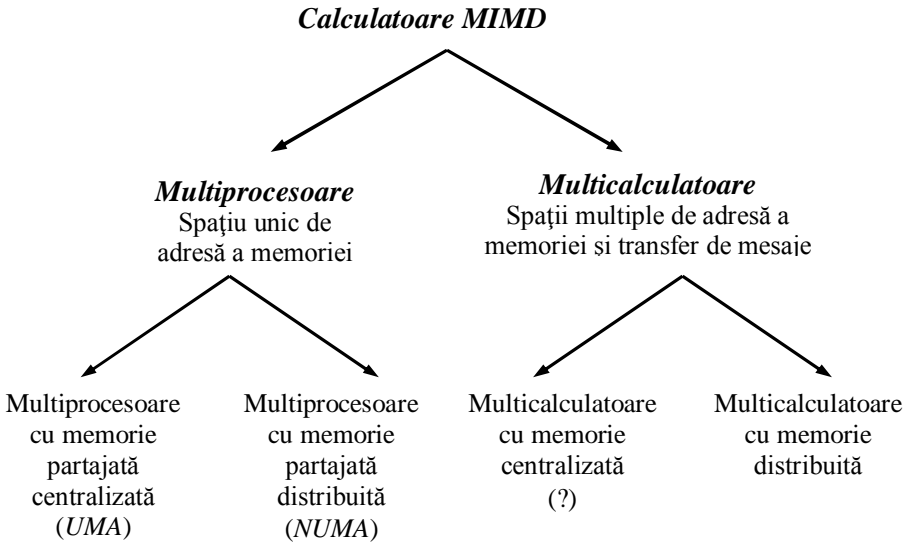 Calculatoare MIMD
Multiprocesoare
Spaţiu unic de
adresă a memoriei
Multicalculatoare
Spaţii multiple de adresă a
memoriei şi transfer de mesaje
Multiprocesoare
cu memorie
partajată
centralizată
(UMA)
Multiprocesoare
cu memorie
partajată
distribuită
(NUMA)
Multicalculatoare
cu memorie
centralizată
(?)
Multicalculatoare
cu memorie
distribuită